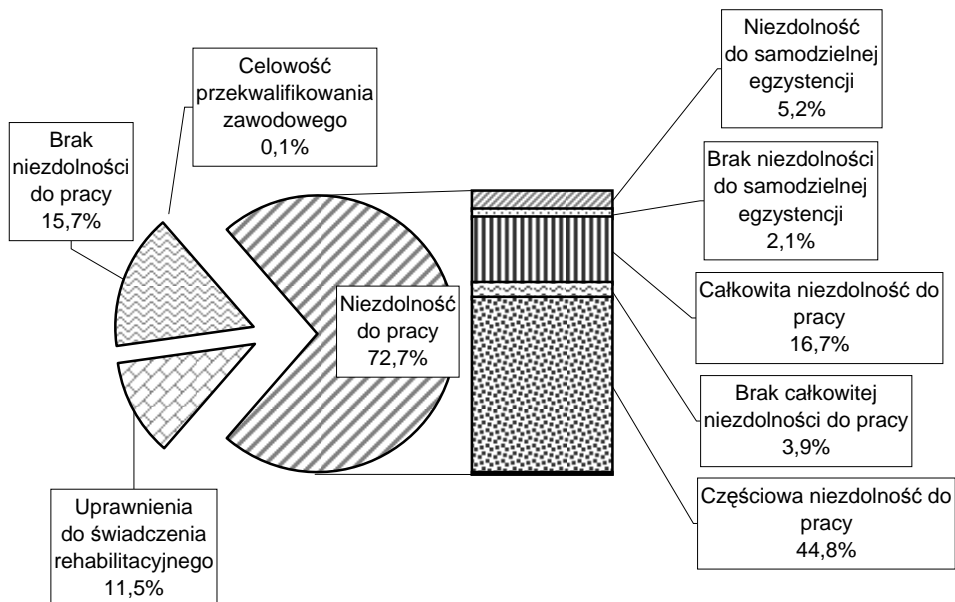 Celowość
przekwalifikowania
zawodowego
0,1%
Brak
niezdolności
do pracy
15,7%
Niezdolność
do pracy
72,7%
Uprawnienia
do świadczenia
rehabilitacyjnego
11,5%
Niezdolność
do samodzielnej
egzystencji
5,2%
Brak niezdolności
do samodzielnej
egzystencji
2,1%
Całkowita niezdolność do
pracy
16,7%
Brak całkowitej
niezdolności do pracy
3,9%
Częściowa niezdolność do
pracy
44,8%